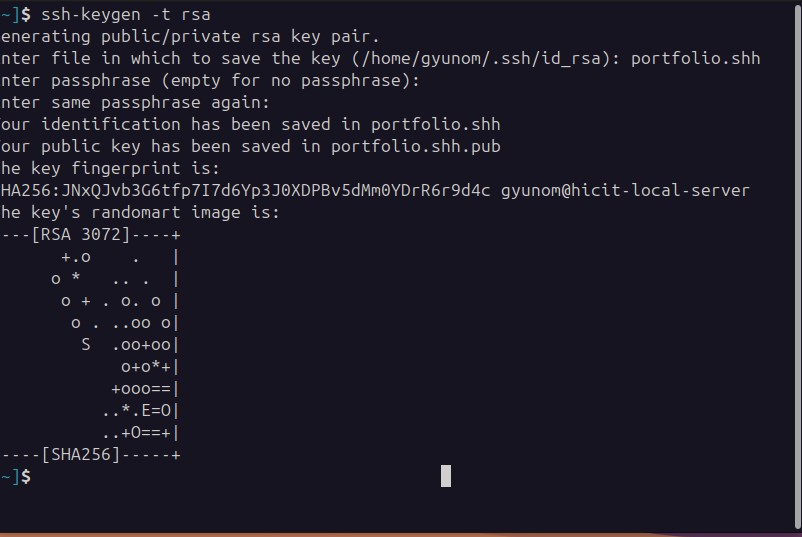 ~]$ ssh-keygen -t rsa
enerating public/private rsa key pair.
nter file in which to save the key (/home/gyunom/.ssh/id_rsa): portfolio.shh
nter passphrase (empty for no passphrase):
nter same passphrase again:
our identification has been saved in portfolio.shh
our public key has been saved in portfolio.shh.pub
he key fingerprint is:
HA256:JNxQJvb3G6tfp7I7d6Yp3J0XDPBv5dMm0YDrR6r9d4c gyunom@hicit-local-server
he key's randomart image is:
---[RSA 3072]----+
      +.o    .   |
     o *   .. .  |
      o + . o. o |
       o . ..oo o|
        S  .oo+oo|
            o+o*+|
           +ooo==|
          ..*.E=O|
          ..+O==+|
----[SHA256]-----+
~]$